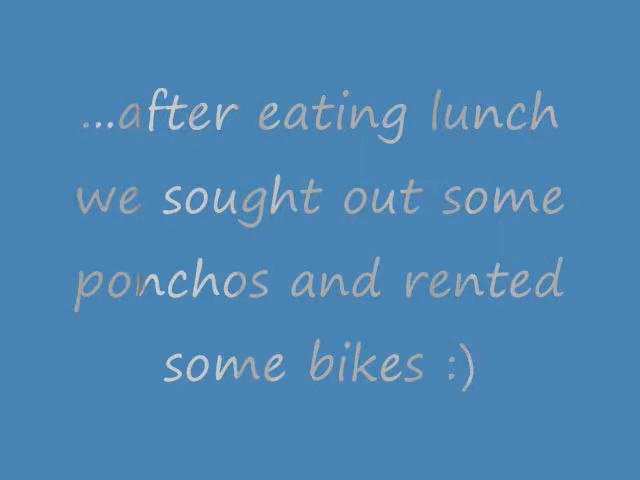 ...after eating lunch
we sought out some
ponchos and rented
some bikes :)